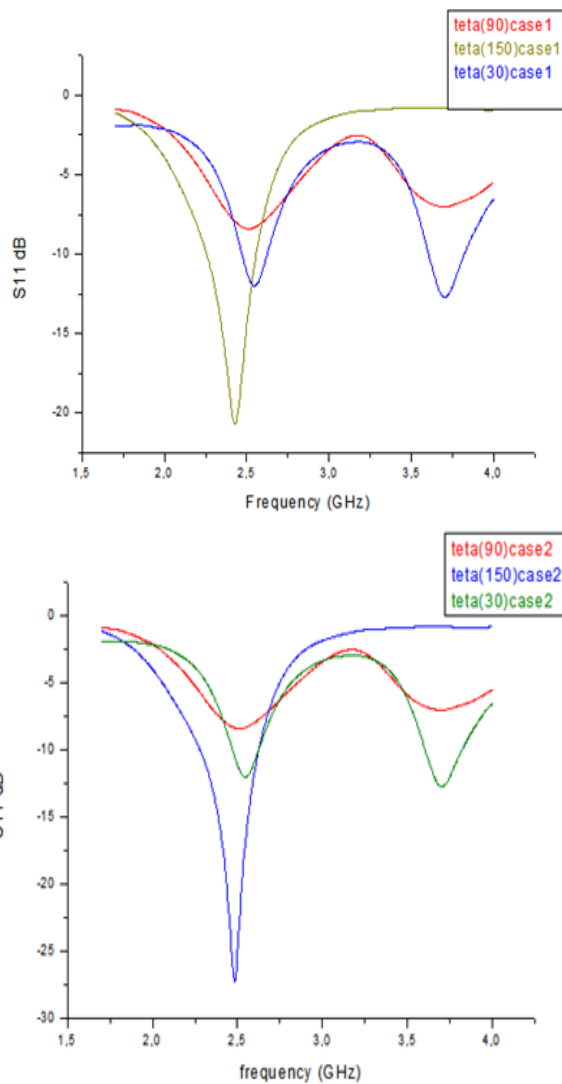 teta(90)case1
teta(150)case1
teta(30)case1
0
-5
-10
-15
-20
S11 dB
1,5 2,0 2,5 3,0 3,5 4,0
Frequency (GHz)
teta(90)case2
teta(150)case2
teta(30)case2
0
-5
-10
-15
-20
-25
-30
1,5 2,0 2,5 3,0 3,5 4,0
frequency (GHz)